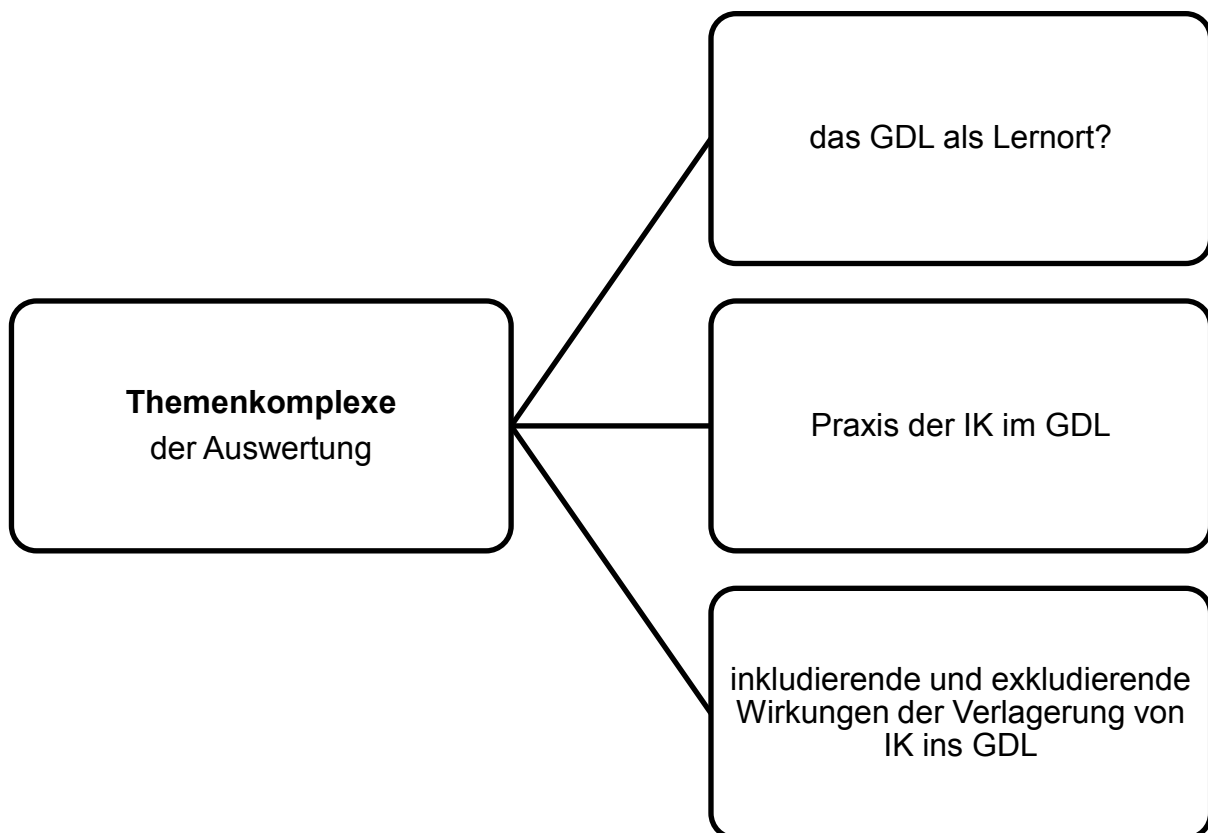 das GDL als Lernort?
Themenkomplexe
der Auswertung
Praxis der IK im GDL
inkludierende und exkludierende
Wirkungen der Verlagerung von
IK ins GDL